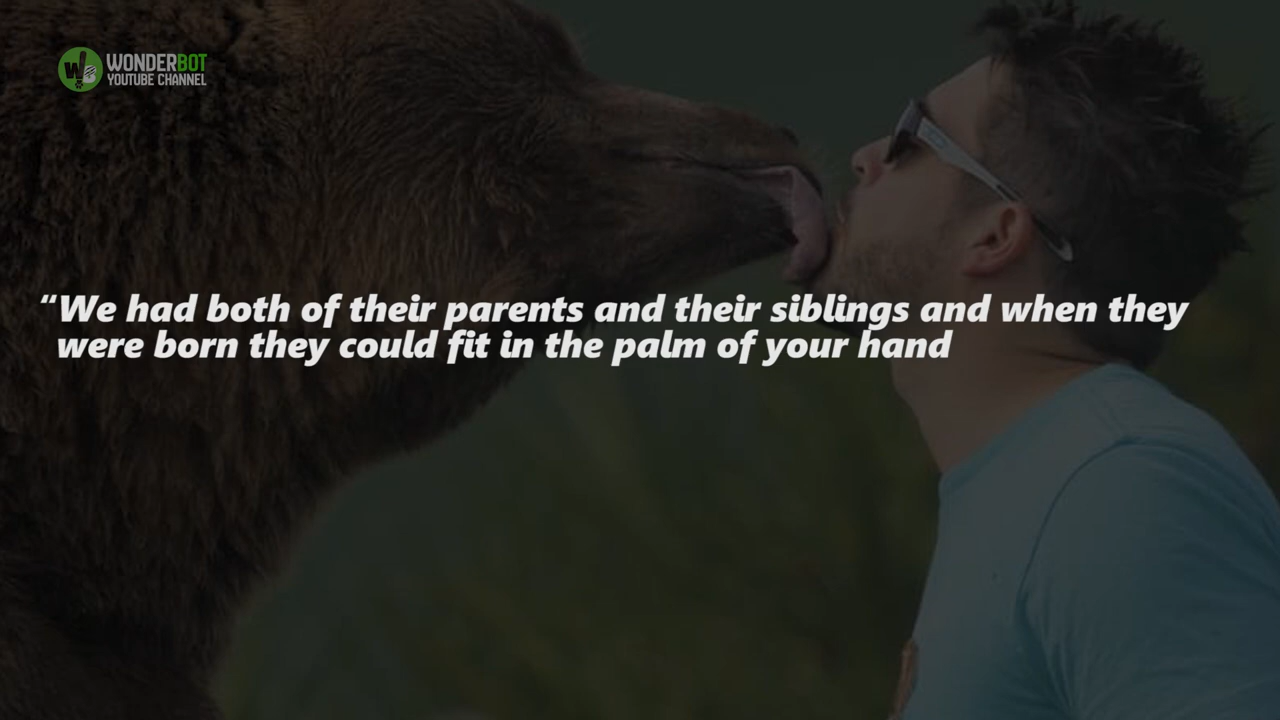 WONDERBOT
YOUTUBE CHANNEL
“We had both of their parents and their siblings and when they
were born they could fit in the palm of your hand